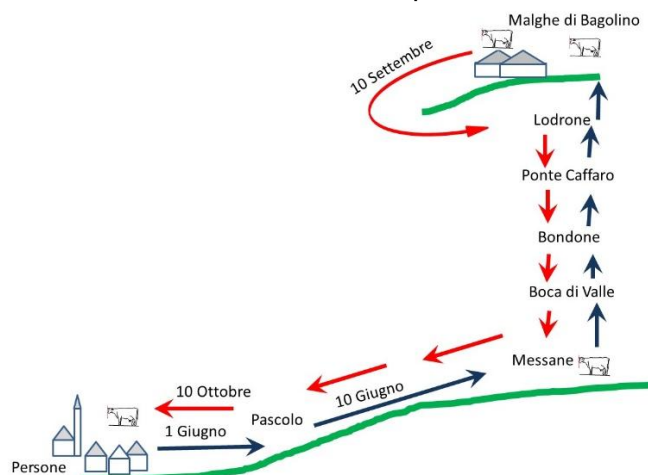 Malghe di Bagolino
10 Settembre
Lodrone
Ponte Caffaro
Bondone
Boca di Valle
Messane
10 Giugno
10 Ottobre
Pascolo
1 Giugno
Persone